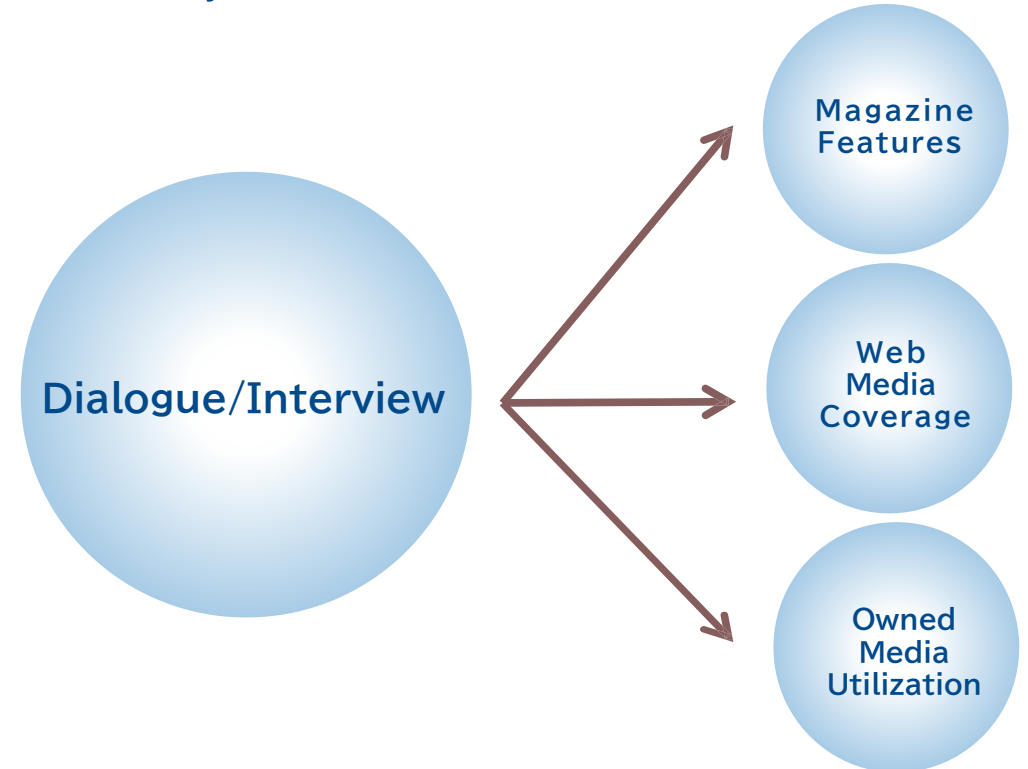 Dialogue/Interview
Magazine
Features
Web
Media
Coverage
Owned
Media
Utilization